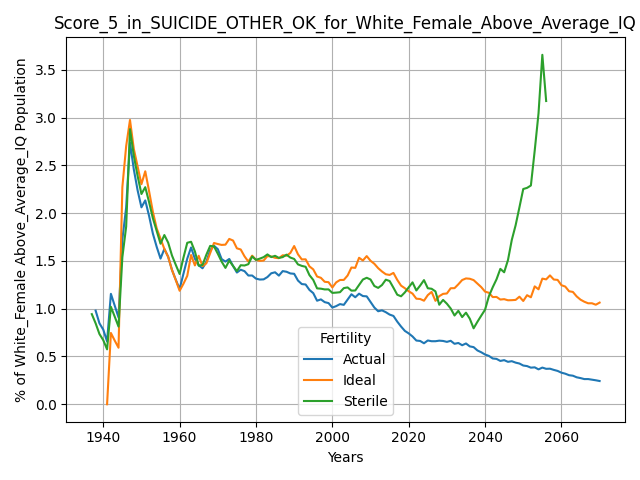 Score_5_in_SUICIDE_OTHER_OK_for_White_Female_Above_Average_IQ
% of White_Female Above_Average_IQ Population
3.5
3.0
2.5
2.0
1.5
1.0
0.5
0.0
Fertility
Actual
Ideal
Sterile
1940
1960
1980
2000
2020
2040
2060
Years